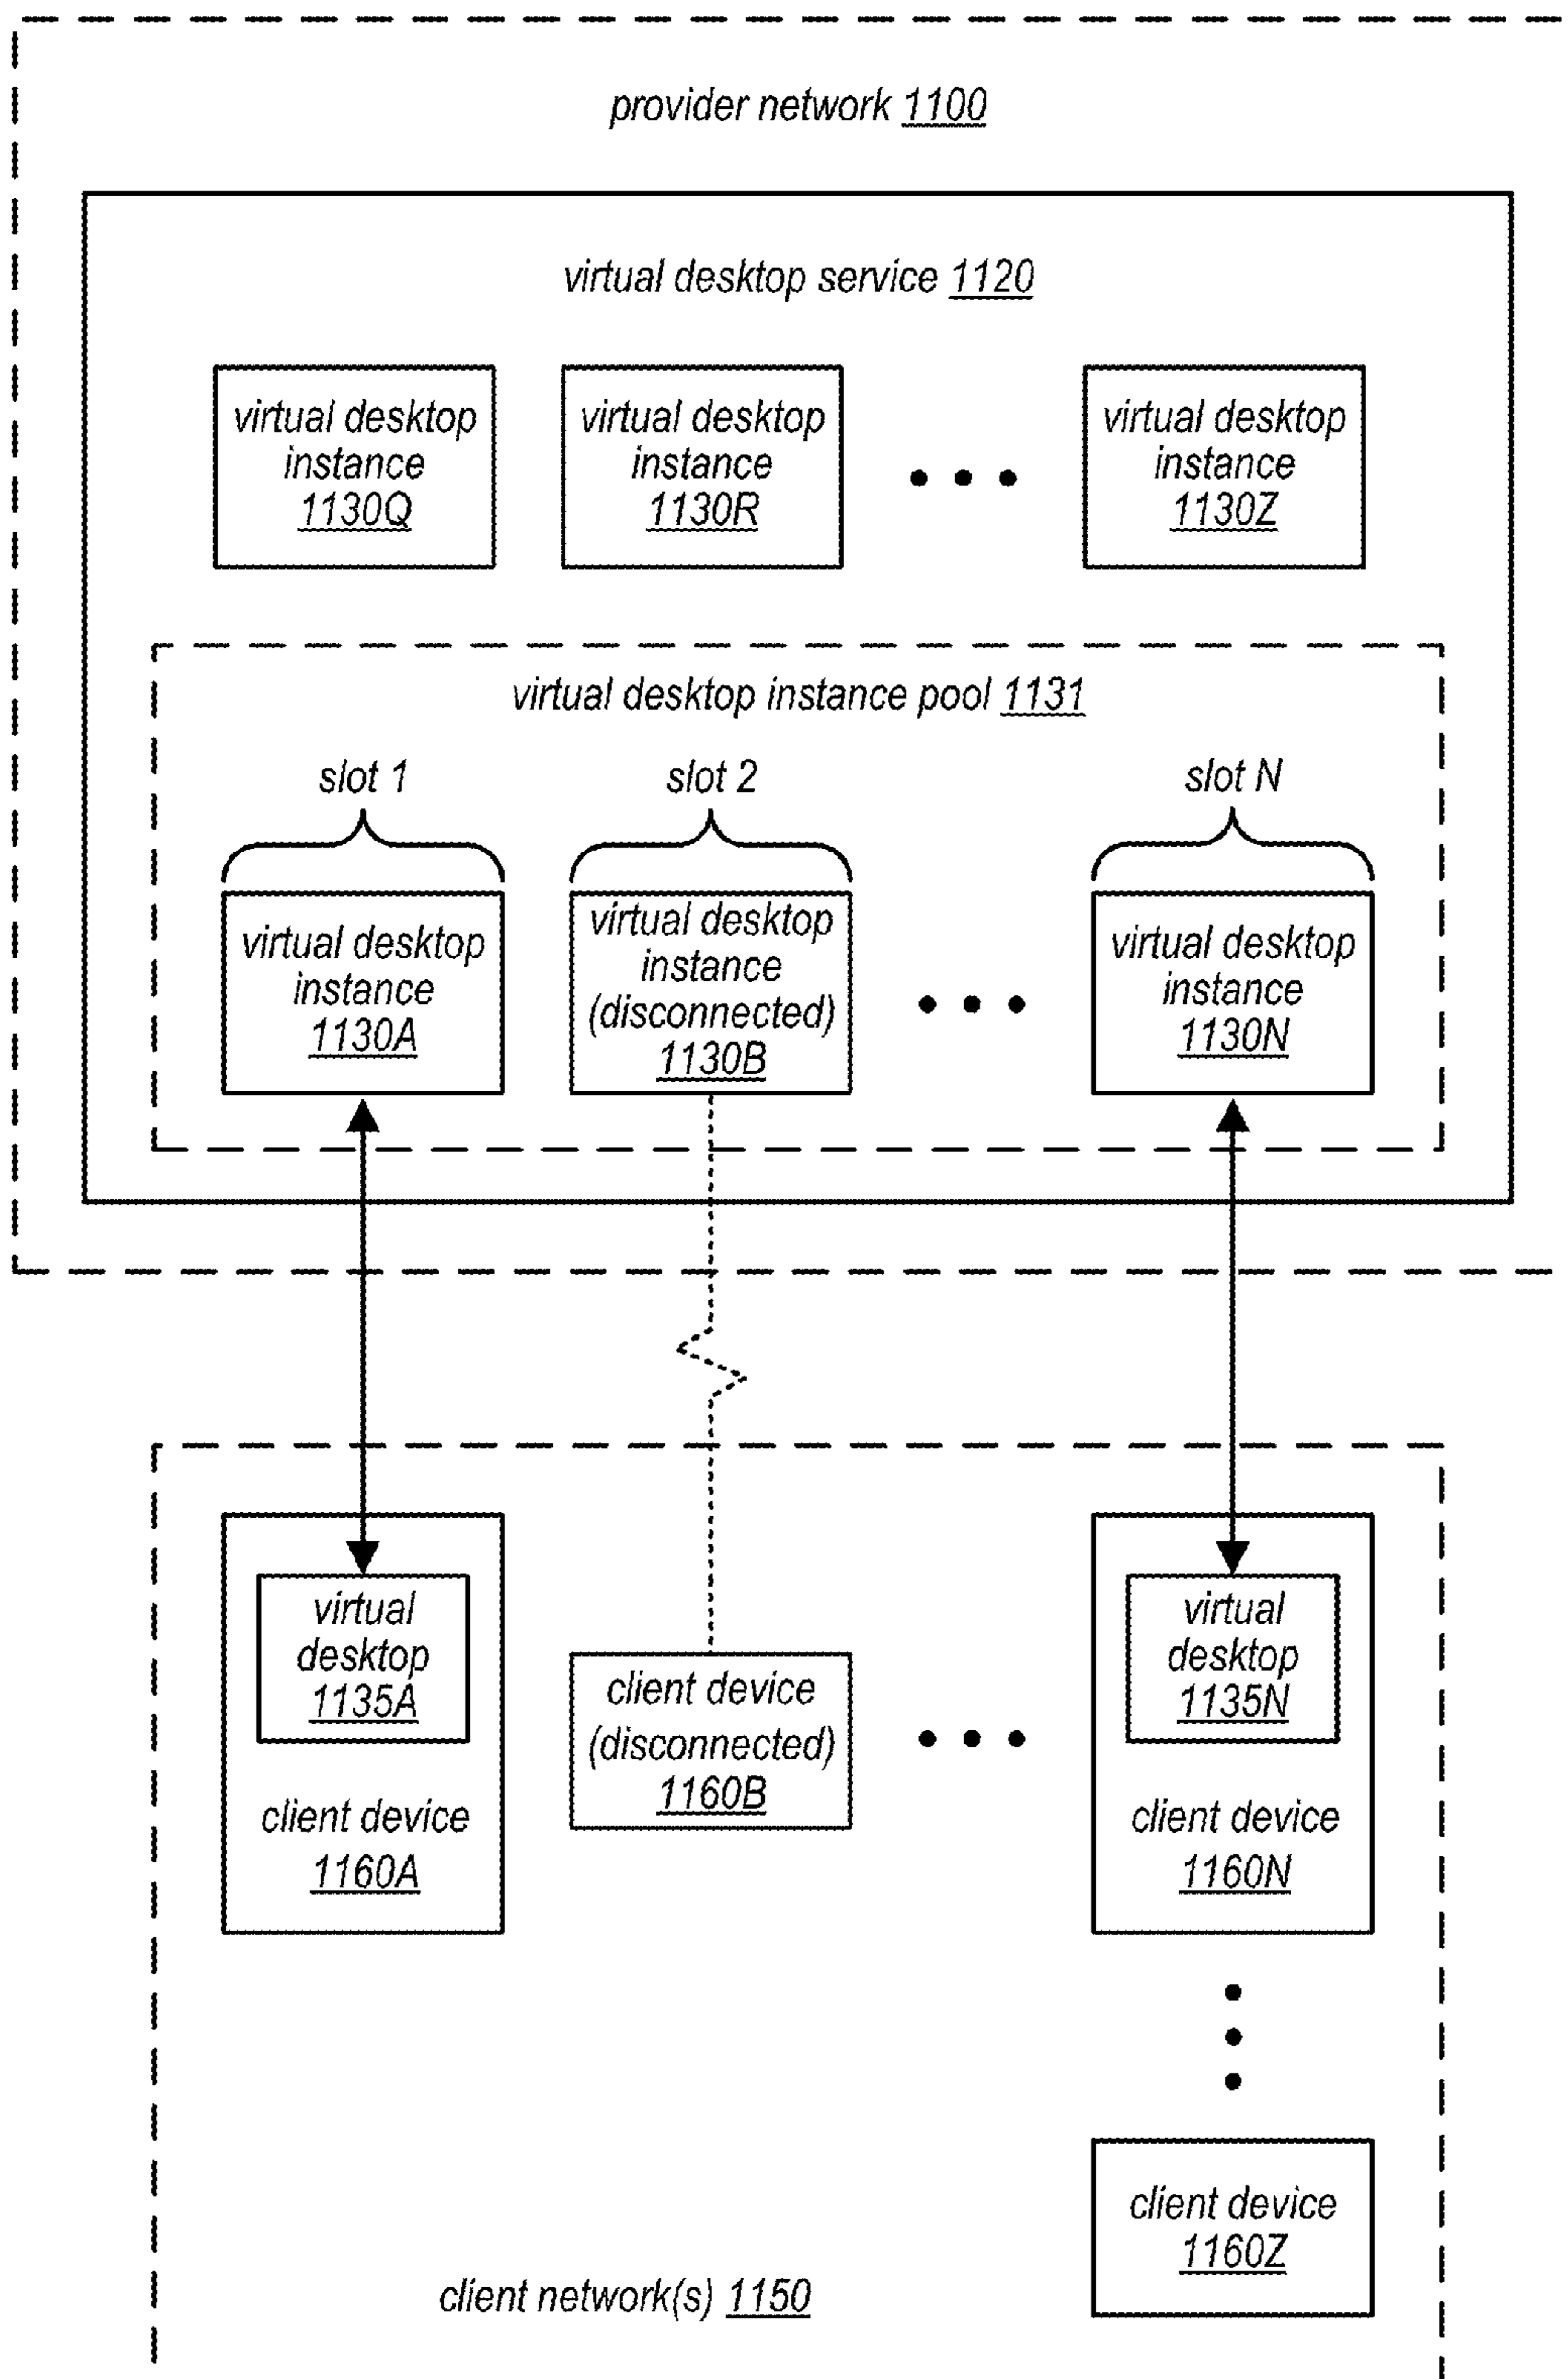 provider network 1100
virtual desktop service 1120
virtual desktop
instance
1130Q
virtual desktop
instance
1130R
virtual desktop
instance
1130Z
virtual desktop instance pool 1131
slot 1
slot 2
slot N
virtual desktop
instance
1130A
virtual desktop
instance
(disconnected)
1130B
virtual desktop
instance
1130N
virtual
desktop
1135A
client device
1160A
client device
(disconnected)
1160B
virtual
desktop
1135N
client device
1160N
client device
1160Z
client network(s) 1150